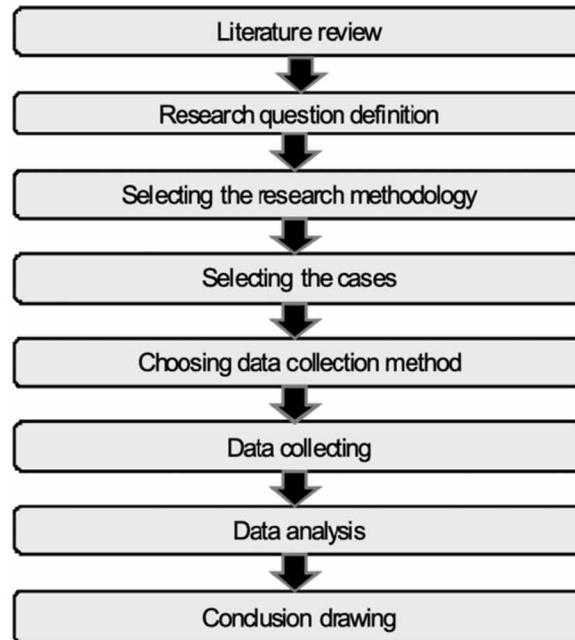 Literature review
Research question definition
Selecting the research methodology
Selecting the cases
Choosing data collection method
Data collecting
Data analysis
Conclusion drawing